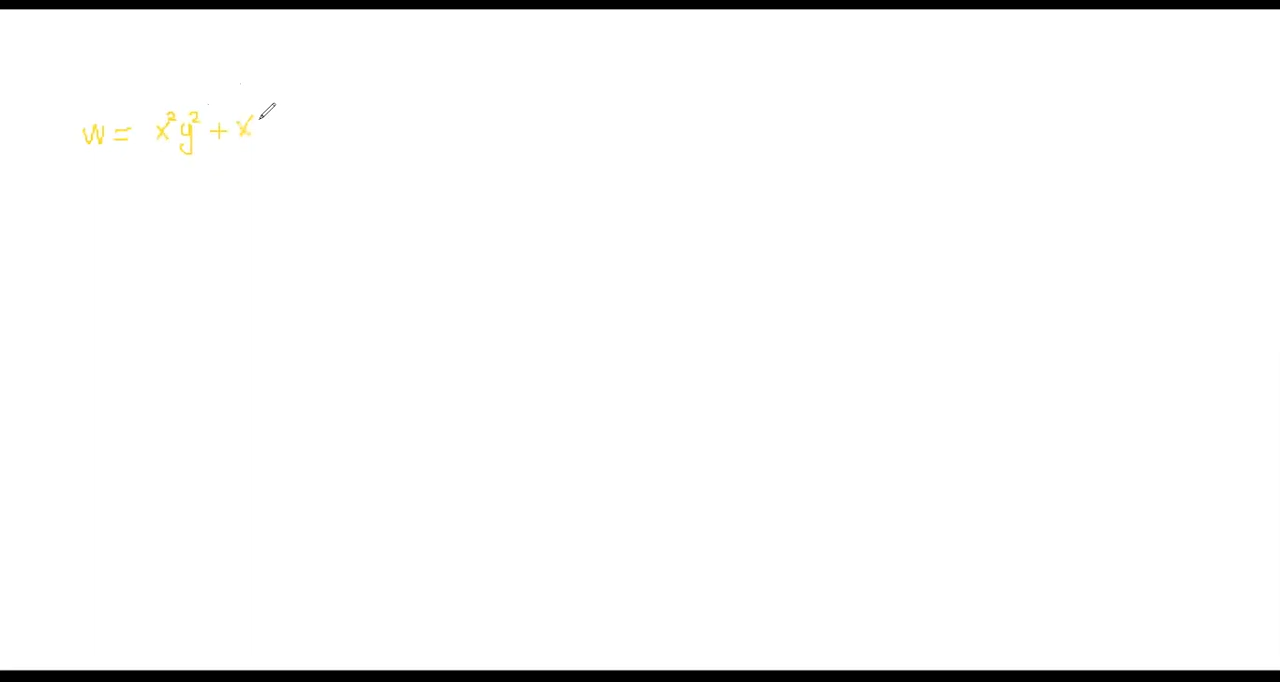 w = x²y² + x